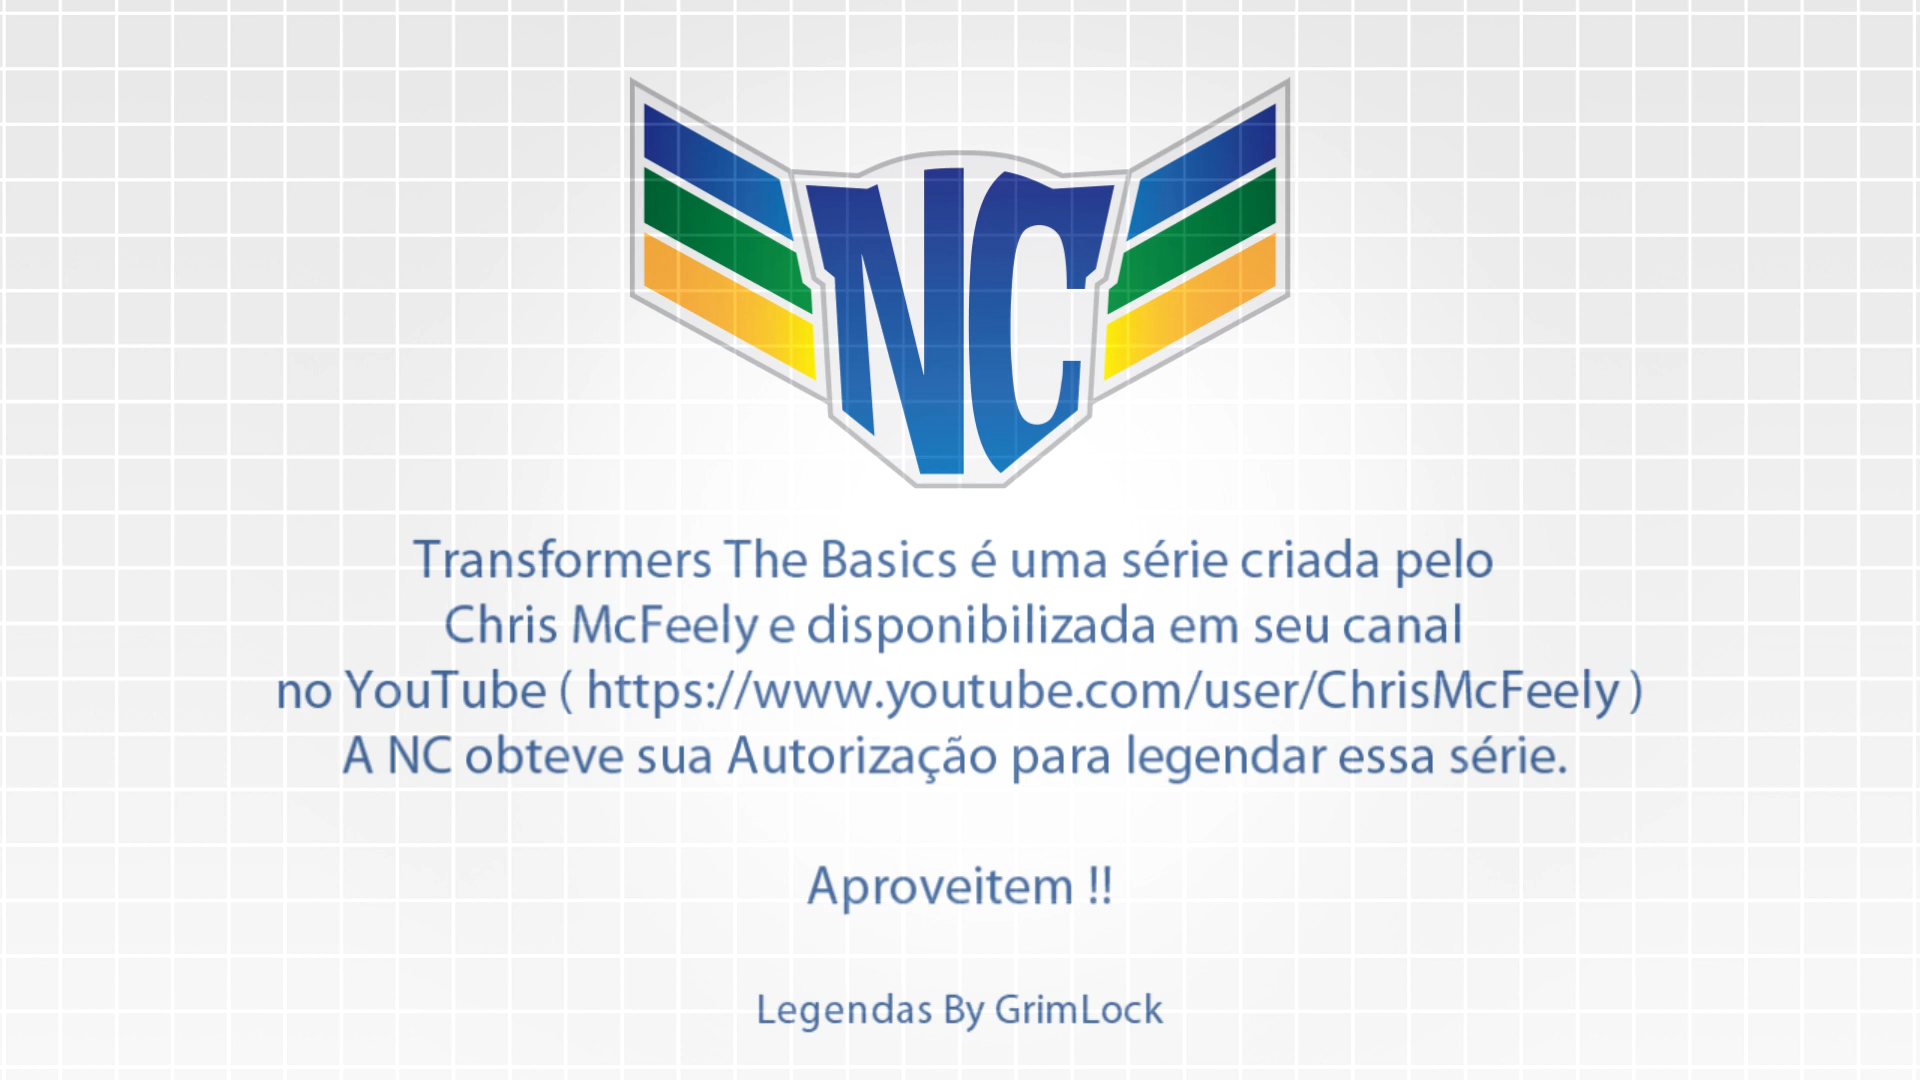 NC
Transformers The Basics é uma série criada pelo
Chris McFeely e disponibilizada em seu canal
no YouTube ( https://www.youtube.com/user/ChrisMcFeely )
A NC obteve sua Autorização para legendar essa série.
Aproveitem !!
Legendas By GrimLock